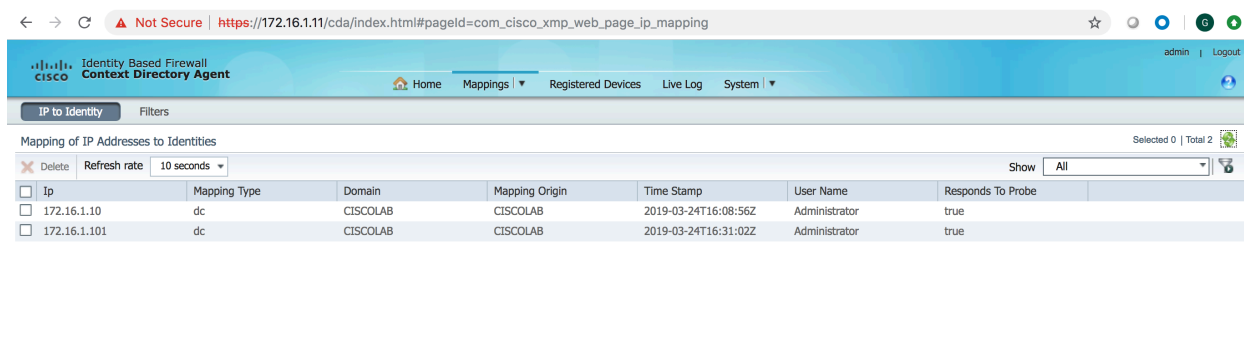 Not Secure | https://172.16.1.11/cda/index.html#pageId=com_cisco_xmp_web_page_ip_mapping G
admin | Logout
cisco Identity Based Firewall
Context Directory Agent
Home Mappings Registered Devices Live Log System ?
IP to Identity Filters
Mapping of IP Addresses to Identities Selected 0 | Total 2
Delete Refresh rate 10 seconds Show All
Ip Mapping Type Domain Mapping Origin Time Stamp User Name Responds To Probe
172.16.1.10 dc CISCOLAB CISCOLAB 2019-03-24T16:08:56Z Administrator true
172.16.1.101 dc CISCOLAB CISCOLAB 2019-03-24T16:31:02Z Administrator true